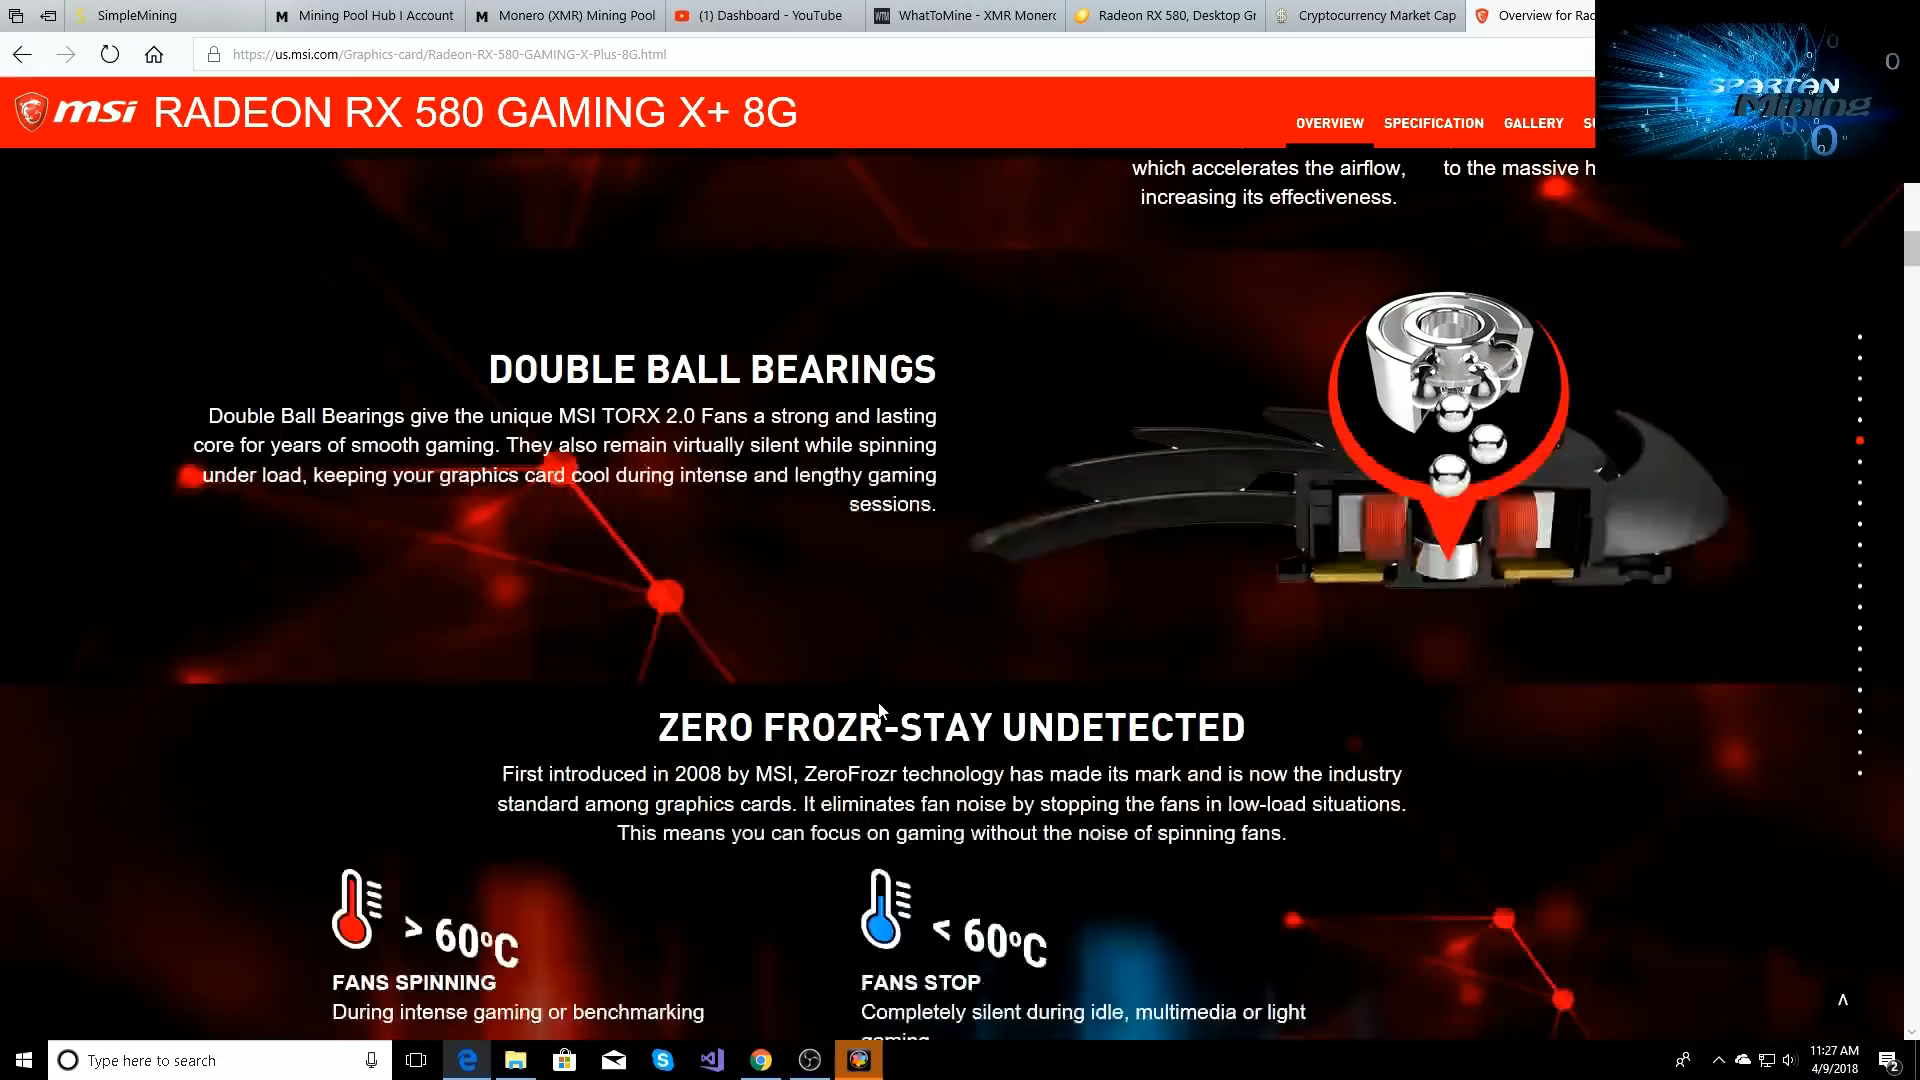 SimpleMining
Mining Pool Hub I Account
Monero (XMR) Mining Pool
(1) Dashboard - YouTube
WhatToMine - XMR Monero
Radeon RX 580, Desktop Gr
Cryptocurrency Market Cap
Overview for Rad
https://us.msi.com/Graphics-card/Radeon-RX-580-GAMING-X-Plus-8G.html
SPARTAN
Mining
msi RADEON RX 580 GAMING X+ 8G
OVERVIEW SPECIFICATION GALLERY
which accelerates the airflow,
increasing its effectiveness.
to the massive h
DOUBLE BALL BEARINGS
Double Ball Bearings give the unique MSI TORX 2.0 Fans a strong and lasting
core for years of smooth gaming. They also remain virtually silent while spinning
under load, keeping your graphics card cool during intense and lengthy gaming
sessions.
ZERO FROZR-STAY UNDETECTED
First introduced in 2008 by MSI, ZeroFrozr technology has made its mark and is now the industry
standard among graphics cards. It eliminates fan noise by stopping the fans in low-load situations.
This means you can focus on gaming without the noise of spinning fans.
> 60°C
FANS SPINNING
During intense gaming or benchmarking
< 60°C
FANS STOP
Completely silent during idle, multimedia or light
gaming
Type here to search
11:27 AM
4/9/2018
2